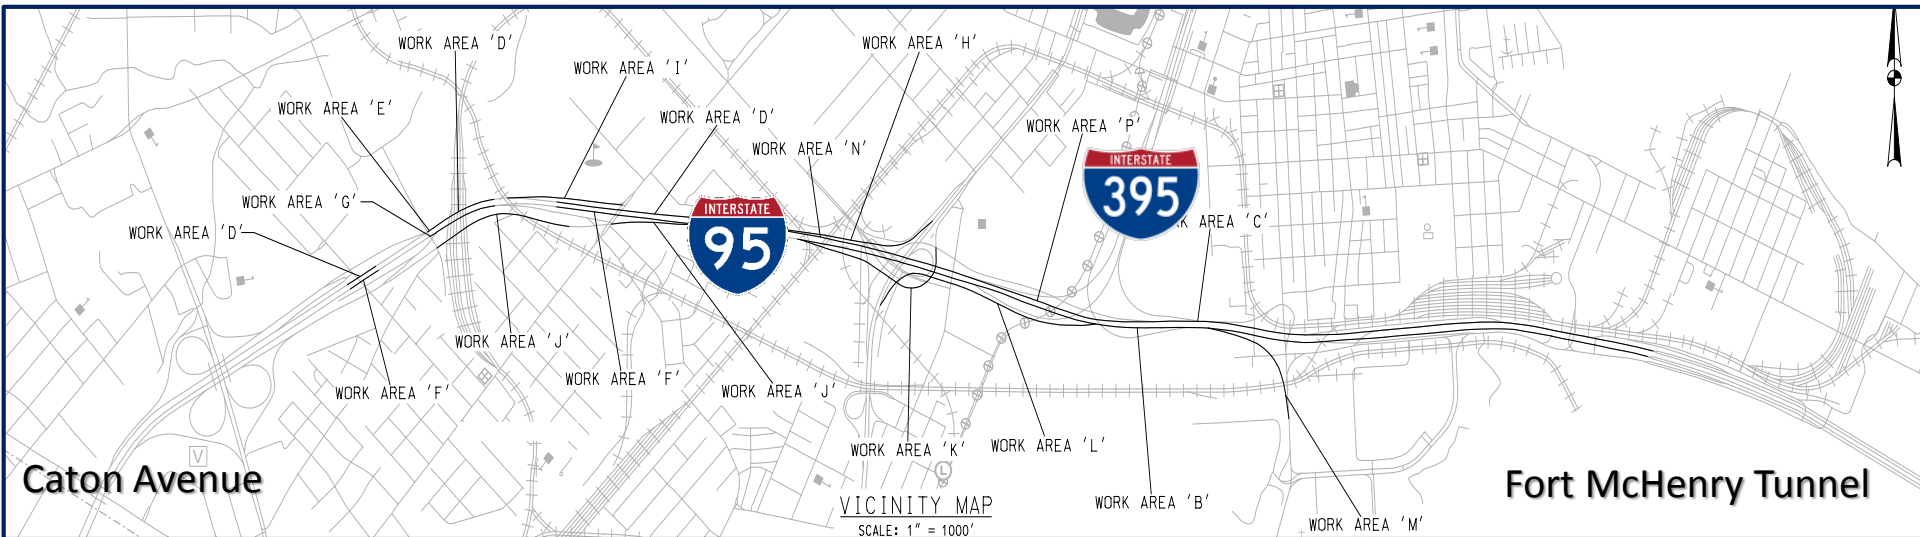 WORK AREA 'D'
WORK AREA 'H'
WORK AREA 'I'
WORK AREA 'E'
WORK AREA 'D'
WORK AREA 'P'
WORK AREA 'N'
INTERSTATE
395
WORK AREA 'G'
INTERSTATE
95
AREA 'C'
WORK AREA 'D'
WORK AREA 'J'
WORK AREA 'F'
WORK AREA 'F'
WORK AREA 'J'
WORK AREA 'K'
WORK AREA 'L'
V
L
Caton Avenue
Fort McHenry Tunnel
VICINITY MAP
SCALE: 1" = 1000'
WORK AREA 'B'
WORK AREA 'M'